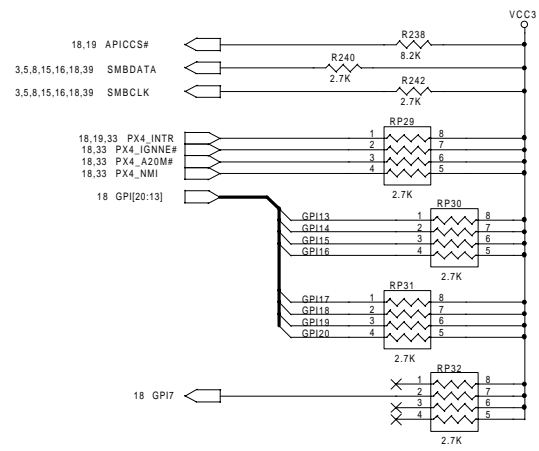 VCC3
18,19 APICCS#
R238
8.2K
3,5,8,15,16,18,39 SMBDATA
R240
2.7K
3,5,8,15,16,18,39 SMBCLK
R242
2.7K
RP29
18,19,33 PX4_INTR 1 8
18,33 PX4_IGNNE# 2 7
18,33 PX4_A20M# 3 6
18,33 PX4_NMI 4 5
2.7K
18 GPI[20:13]
RP30
GPI13 1 8
GPI14 2 7
GPI15 3 6
GPI16 4 5
2.7K
RP31
GPI17 1 8
GPI18 2 7
GPI19 3 6
GPI20 4 5
2.7K
RP32
1 8
18 GPI7 2 7
3 6
4 5
2.7K